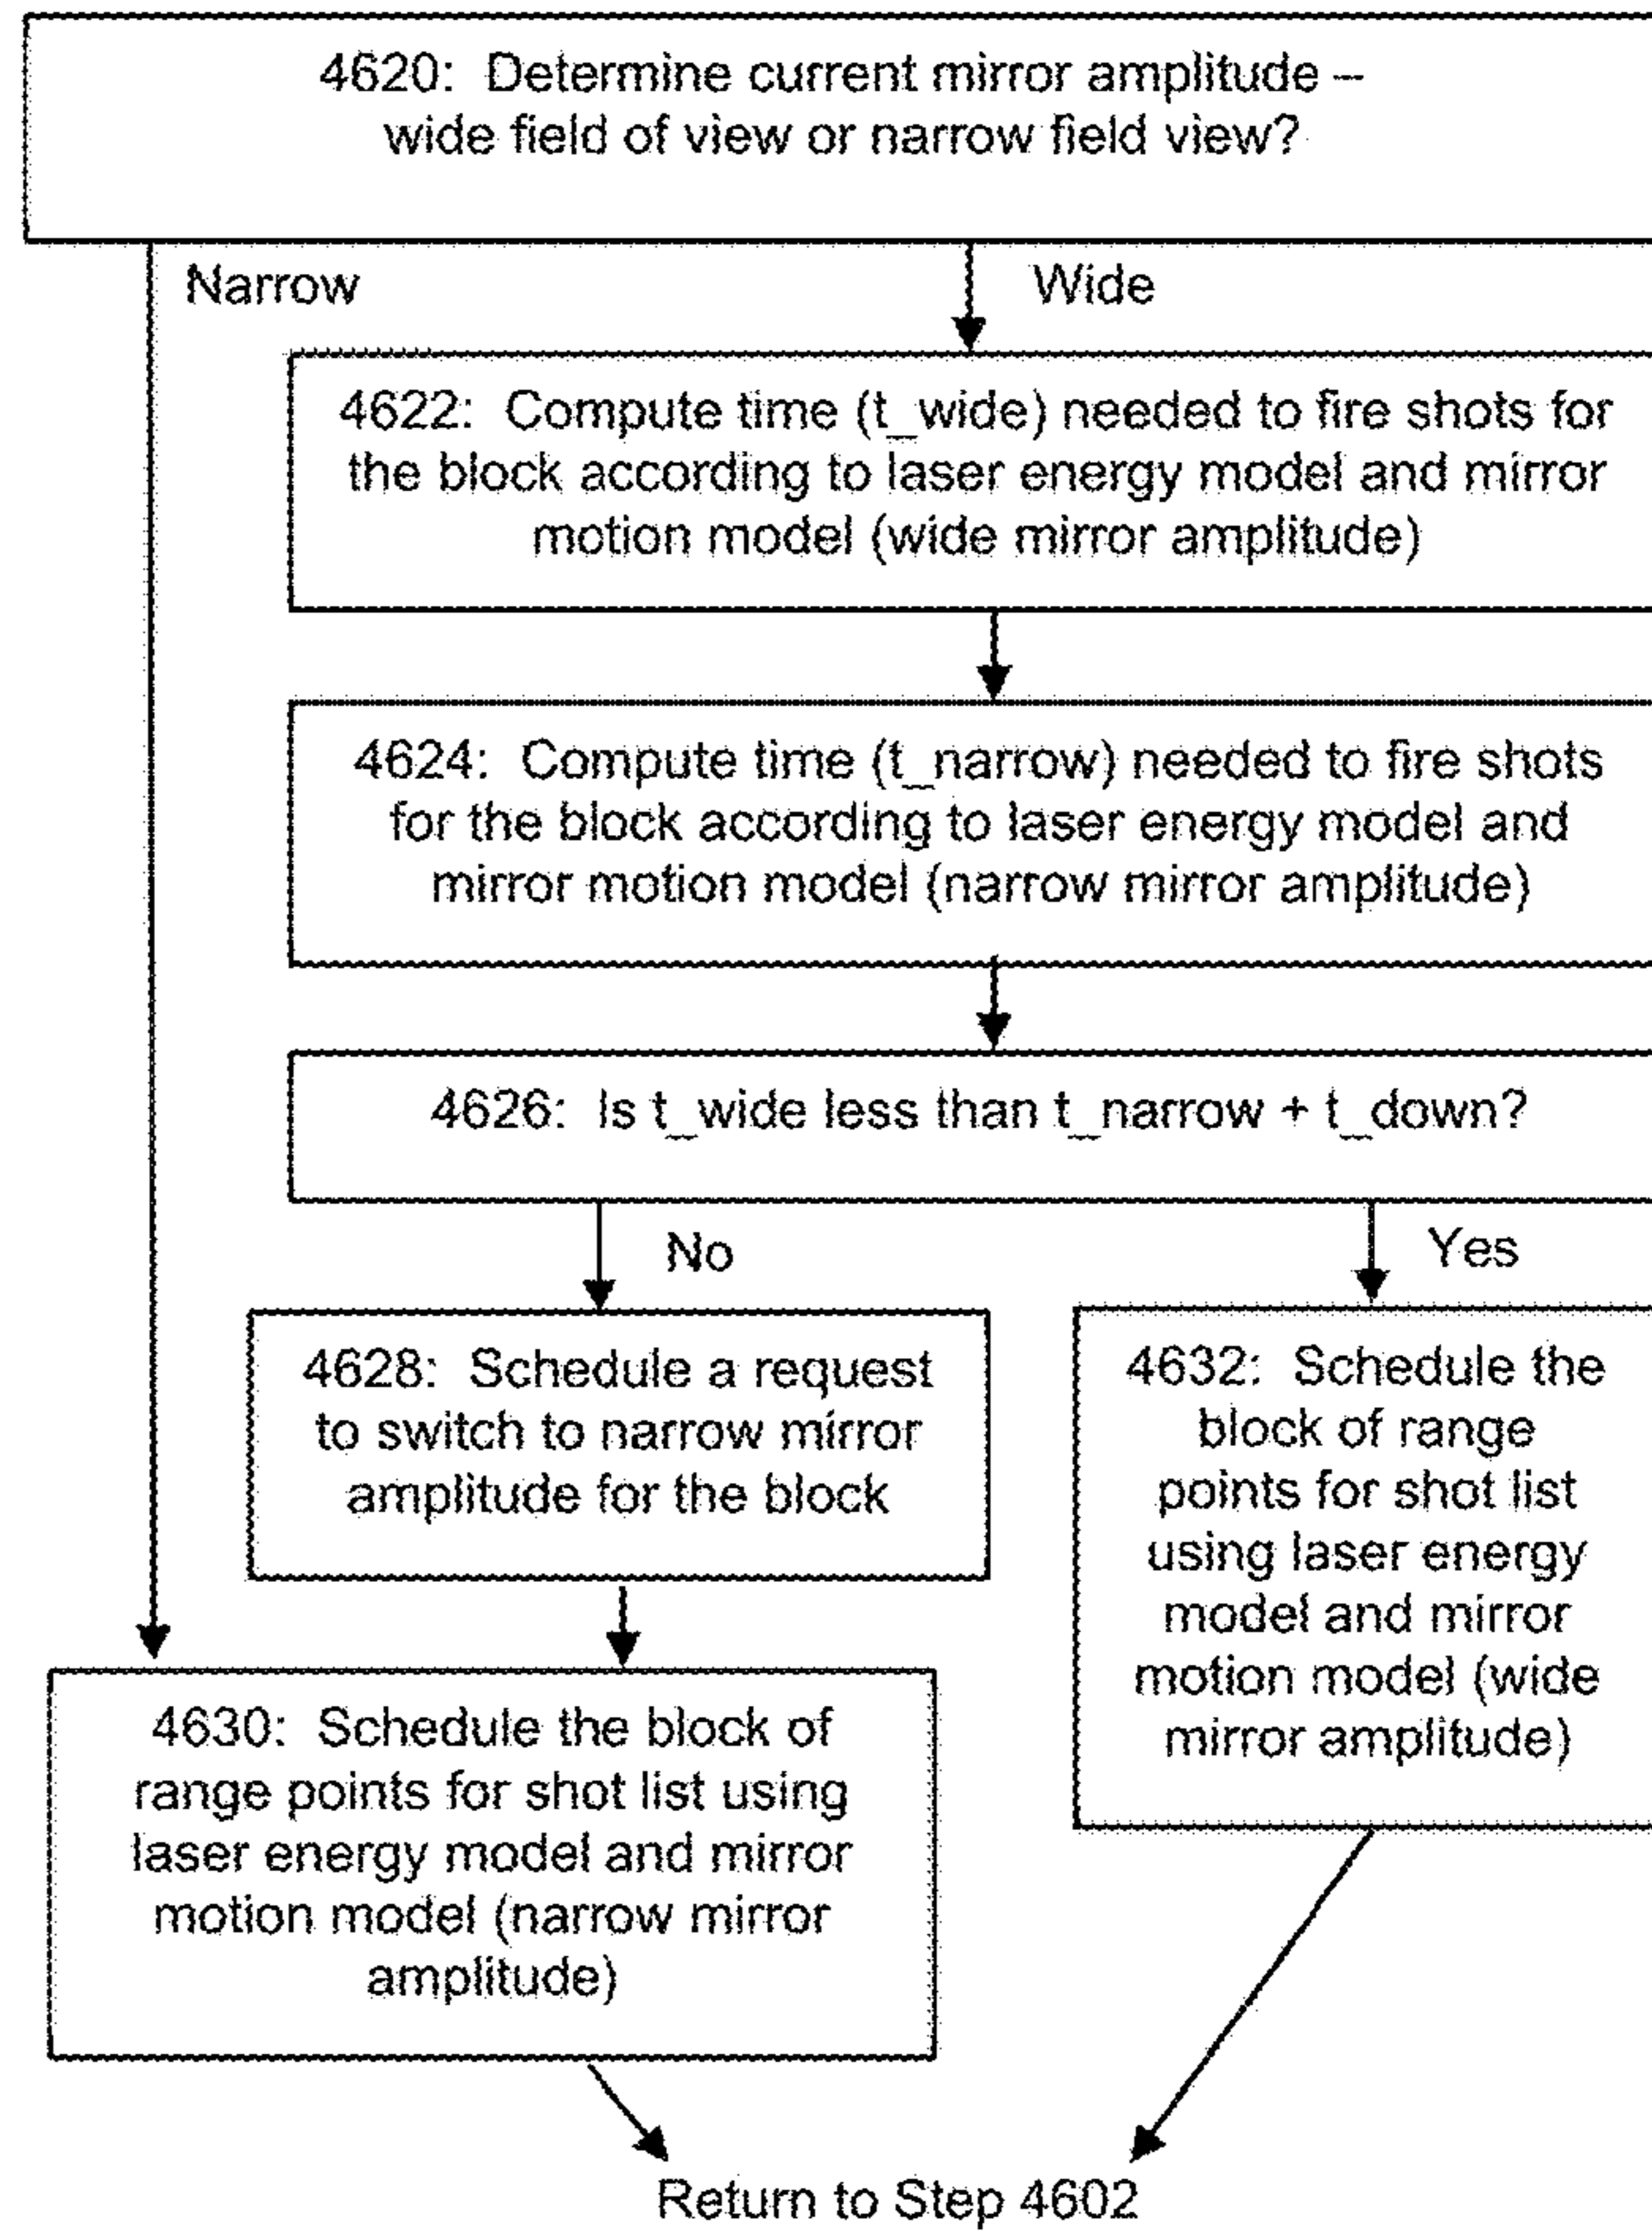 4620: Determine current mirror amplitude –
wide field of view or narrow field view?
Narrow
Wide
4622: Compute time (t_wide) needed to fire shots for
the block according to laser energy model and mirror
motion model (wide mirror amplitude)
4624: Compute time (t_narrow) needed to fire shots
for the block according to laser energy model and
mirror motion model (narrow mirror amplitude)
4626: Is t_wide less than t_narrow + t_down?
No
Yes
4628: Schedule a request
to switch to narrow mirror
amplitude for the block
4632: Schedule the
block of range
points for shot list
using laser energy
model and mirror
motion model (wide
mirror amplitude)
4630: Schedule the block of
range points for shot list using
laser energy model and mirror
motion model (narrow mirror
amplitude)
Return to Step 4602